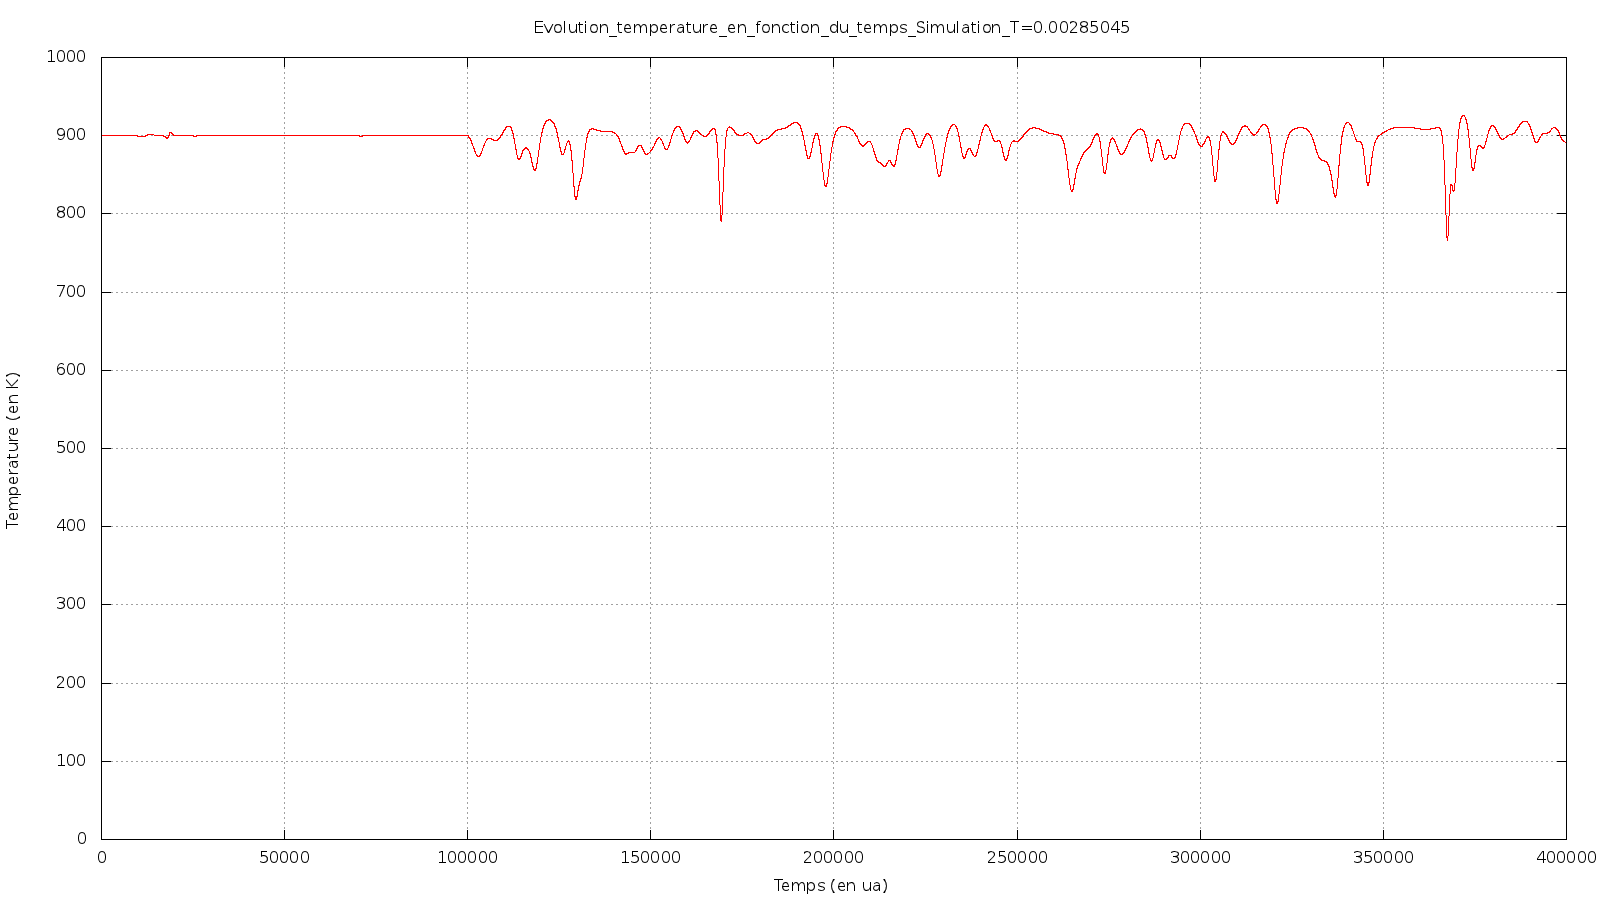 Evolution_temperature_en_fonction_du_temps_Simulation_T=0.00285045
1000
900
800
700
600
500
400
300
200
100
0
Temperature (en K)
0 50000 100000 150000 200000 250000 300000 350000 400000
Temps (en ua)